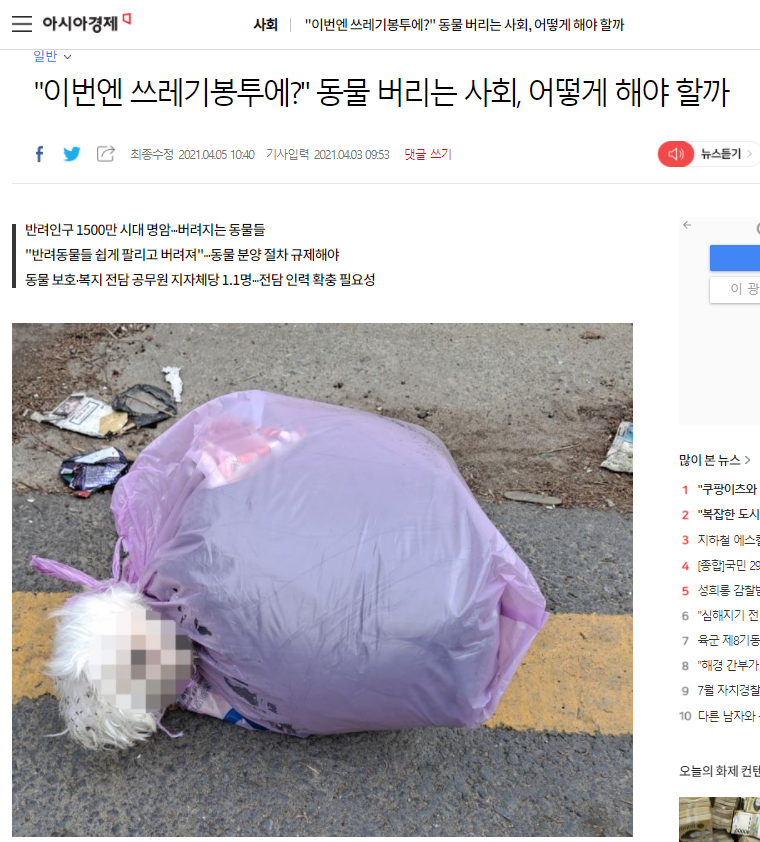 아시아경제
사회 "이번엔 쓰레기봉투에?" 동물 버리는 사회, 어떻게 해야 할까
일반
"이번엔 쓰레기봉투에?" 동물 버리는 사회, 어떻게 해야 할까
최종수정 2021.04.05 10:40 기사입력 2021.04.03 09:53 댓글 쓰기
뉴스듣기
반려인구 1500만 시대 명암…버려지는 동물들
"반려동물들 쉽게 팔리고 버려져"…동물 분양 절차 규제해야
동물 보호·복지 전담 공무원 지자체당 1.1명…전담 인력 확충 필요성
이 광
많이 본 뉴스
1 "쿠팡이츠와
2 "복잡한 도시
3 지하철 에스컬
4 [종합]국민 29
5 성희롱 감찰받
6 "심해지기 전
7 육군 제8기동
8 "해경 간부가
9 7월 자치경찰
10 다른 남자와
오늘의 화제 컨텐